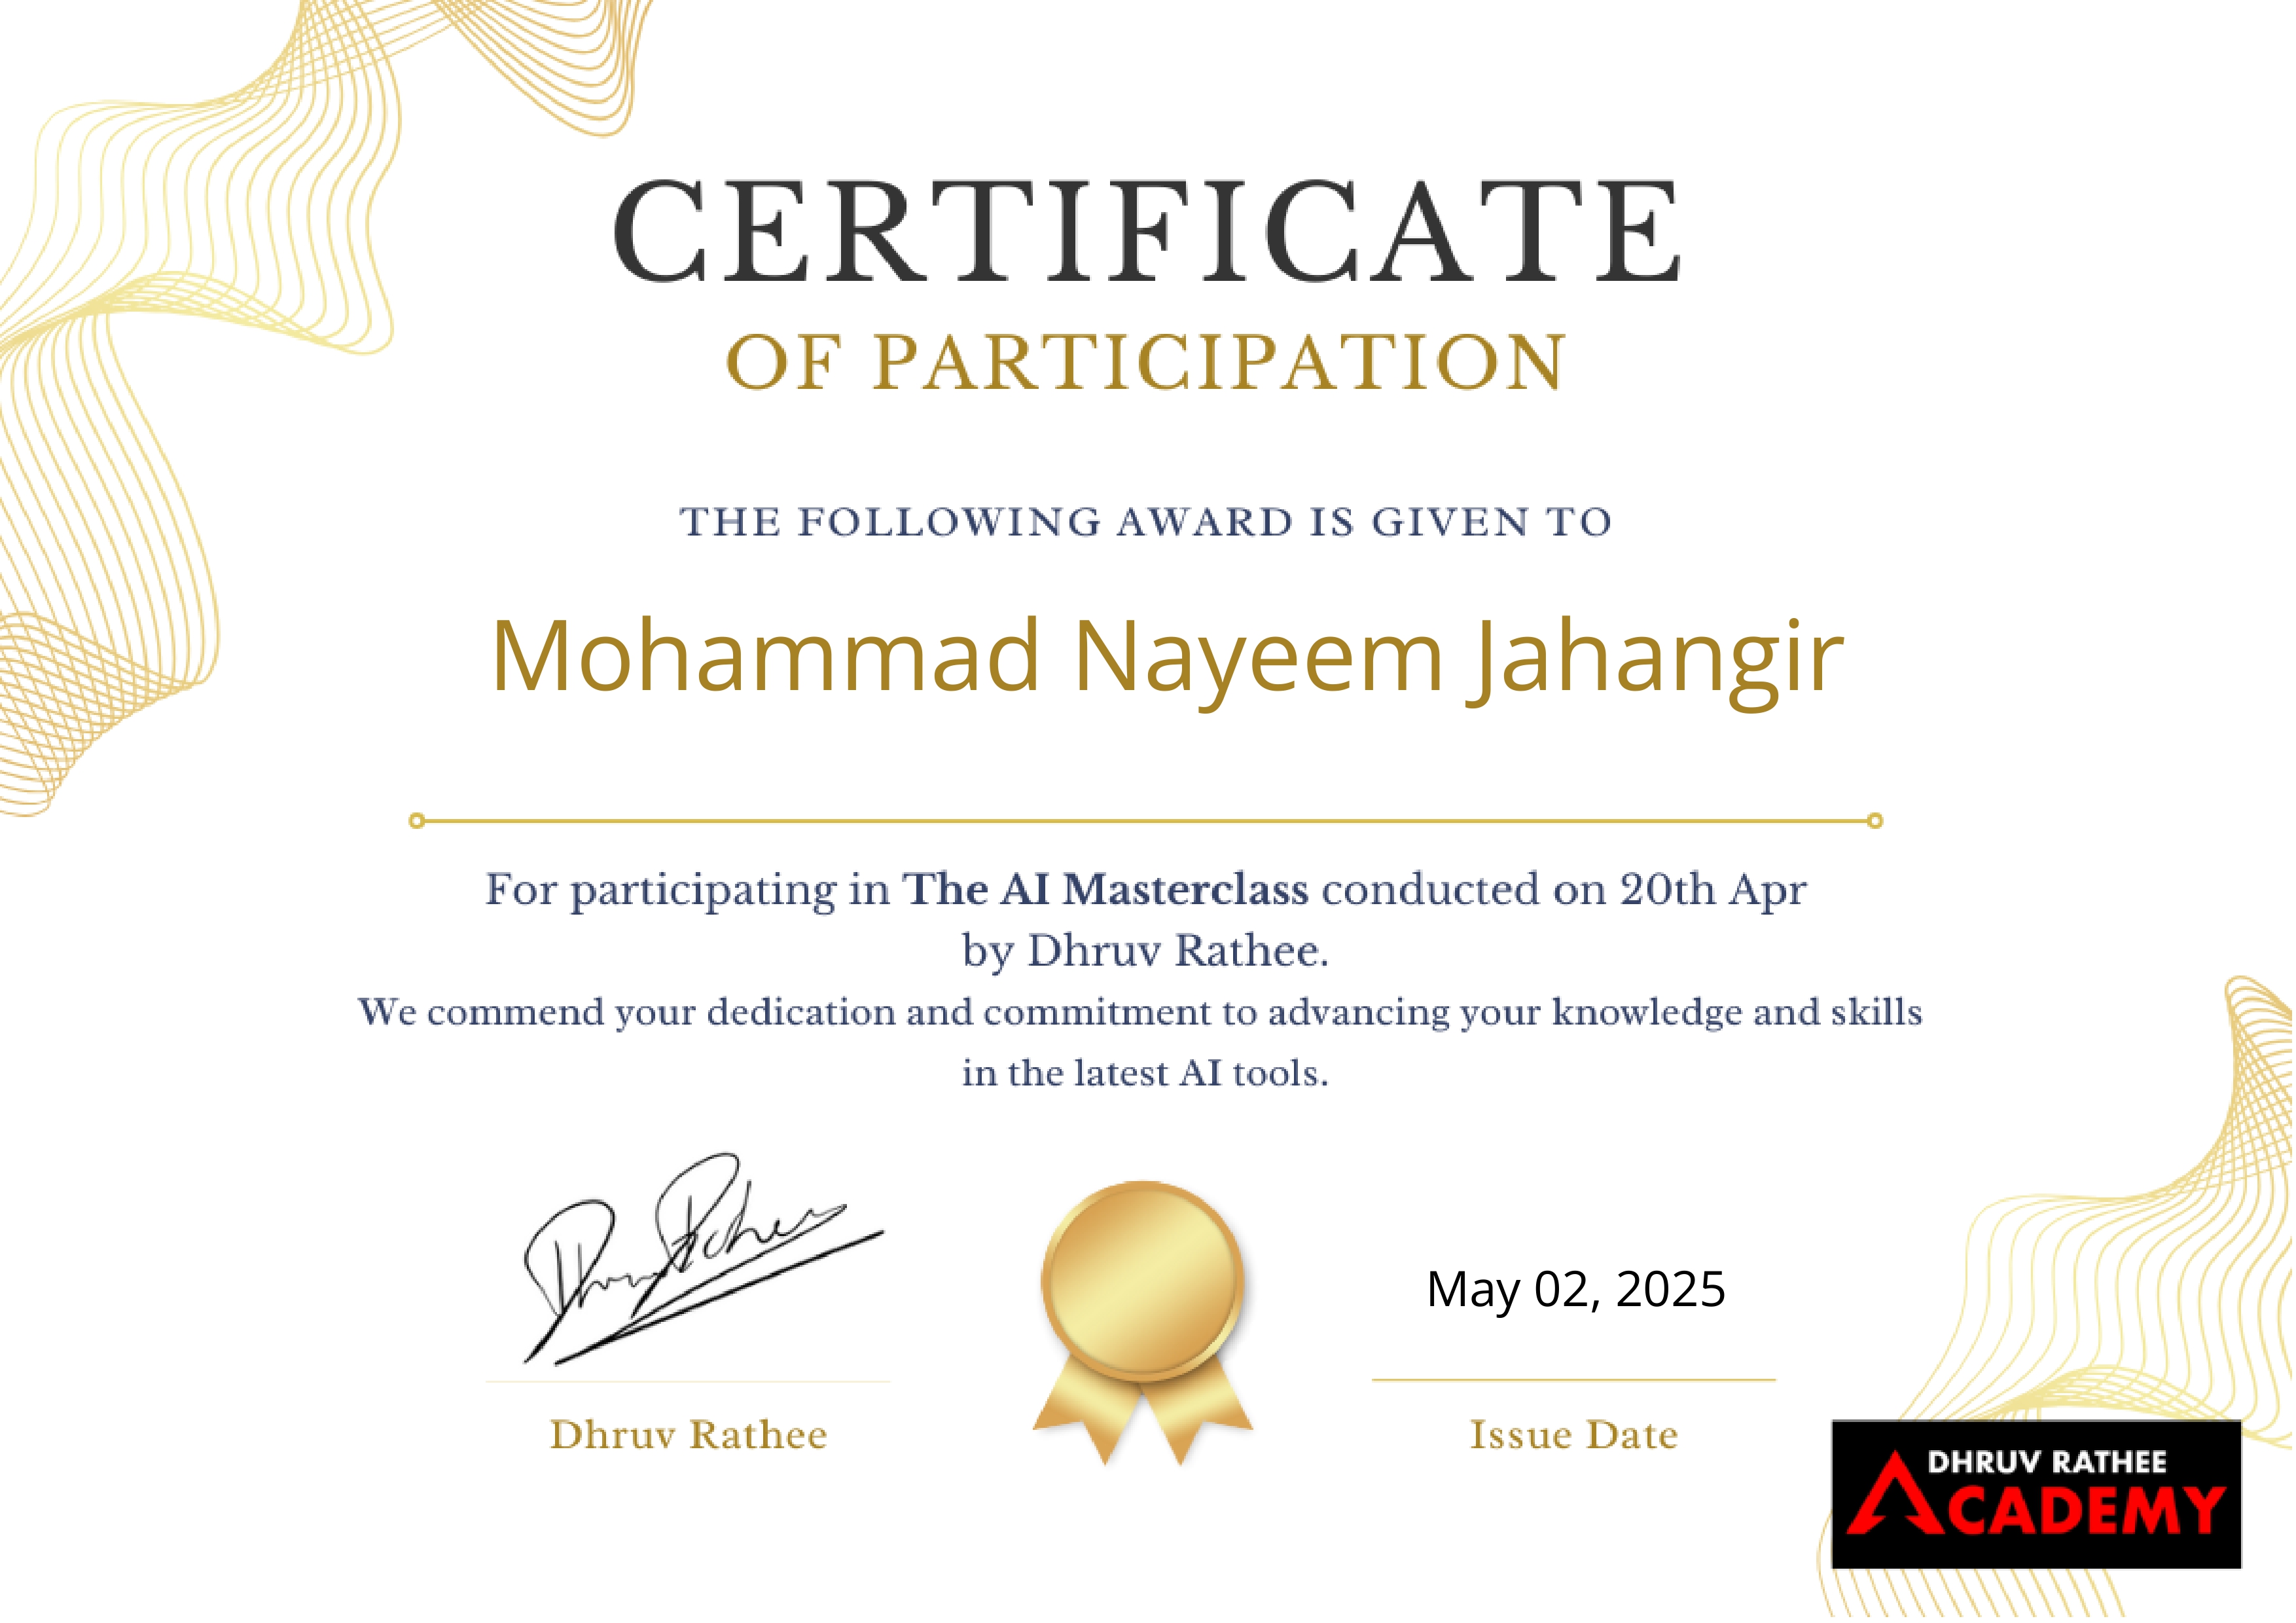 CERTIFICATE
OF PARTICIPATION
THE FOLLOWING AWARD IS GIVEN TO
Mohammad Nayeem Jahangir
For participating in The AI Masterclass conducted on 20th Apr
by Dhruv Rathee.
We commend your dedication and commitment to advancing your knowledge and skills
in the latest AI tools.
Dhruv Rathee
May 02, 2025
Dhruv Rathee
Issue Date
DHRUV RATHEE
ACADEMY